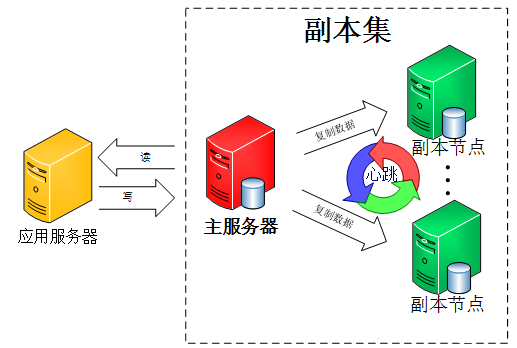 副本集
复制数据
副本节点
读
心跳
写
主服务器
应用服务器
复制数据
副本节点